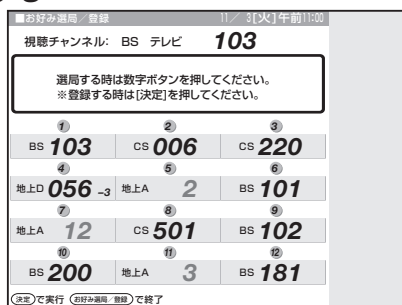 ■お好み選局／登録 11／ 3[火]午前11:00
視聴チャンネル: BS テレビ 103
選局する時は数字ボタンを押してください。
※登録する時は[決定]を押してください。
① ② ③
BS 103 CS 006 CS 220
④ ⑤ ⑥
地上D 056 -3 地上A 2 BS 101
⑦ ⑧ ⑨
地上A 12 CS 501 BS 102
⑩ ⑪ ⑫
BS 200 地上A 3 BS 181
決定で実行 お好み選局／登録で終了